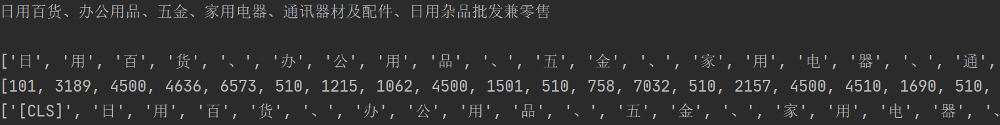 日用百货、办公用品、五金、家用电器、通讯器材及配件、日用杂品批发兼零售
['日', '用', '百', '货', '、', '办', '公', '用', '品', '、', '五', '金', '、', '家', '用', '电', '器', '、', '通',
[101, 3189, 4500, 4636, 6573, 510, 1215, 1062, 4500, 1501, 510, 758, 7032, 510, 2157, 4500, 4510, 1690, 510,
['[CLS]', '日', '用', '百', '货', '、', '办', '公', '用', '品', '、', '五', '金', '、', '家', '用', '电', '器', '、